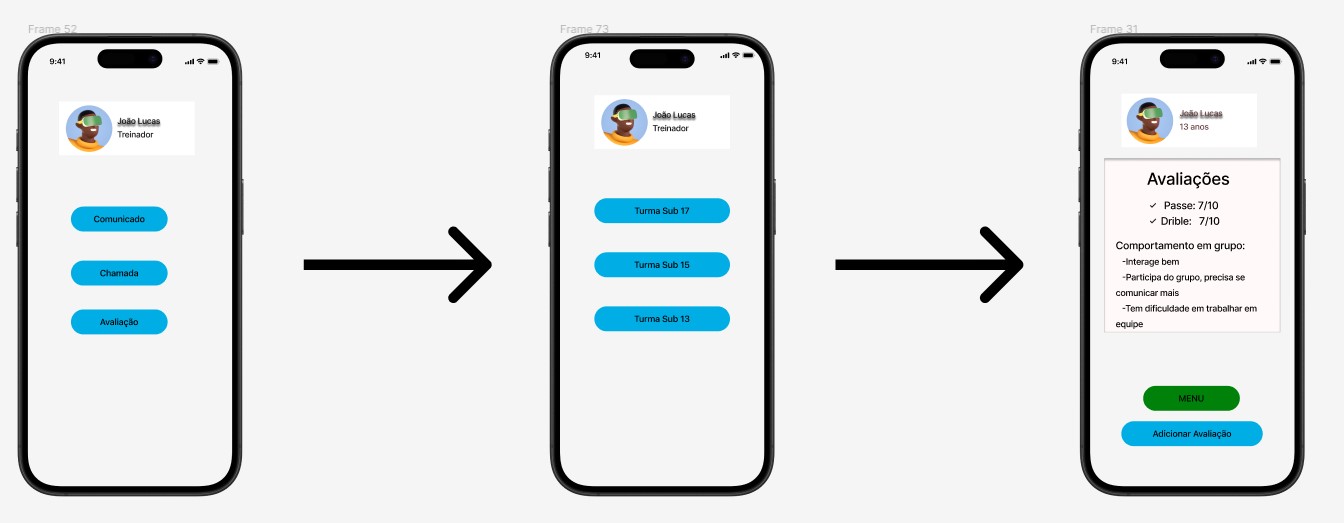 Frame 52
9:41
João Lucas
Treinador
Comunicado
Chamada
Avaliação
Frame 73
9:41
João Lucas
Treinador
Turma Sub 17
Turma Sub 15
Turma Sub 13
Frame 31
9:41
João Lucas
13 anos
Avaliações
Passe: 7/10
Drible: 7/10
Comportamento em grupo:
-Interage bem
-Participa do grupo, precisa se
comunicar mais
-Tem dificuldade em trabalhar em
equipe
MENU
Adicionar Avaliação